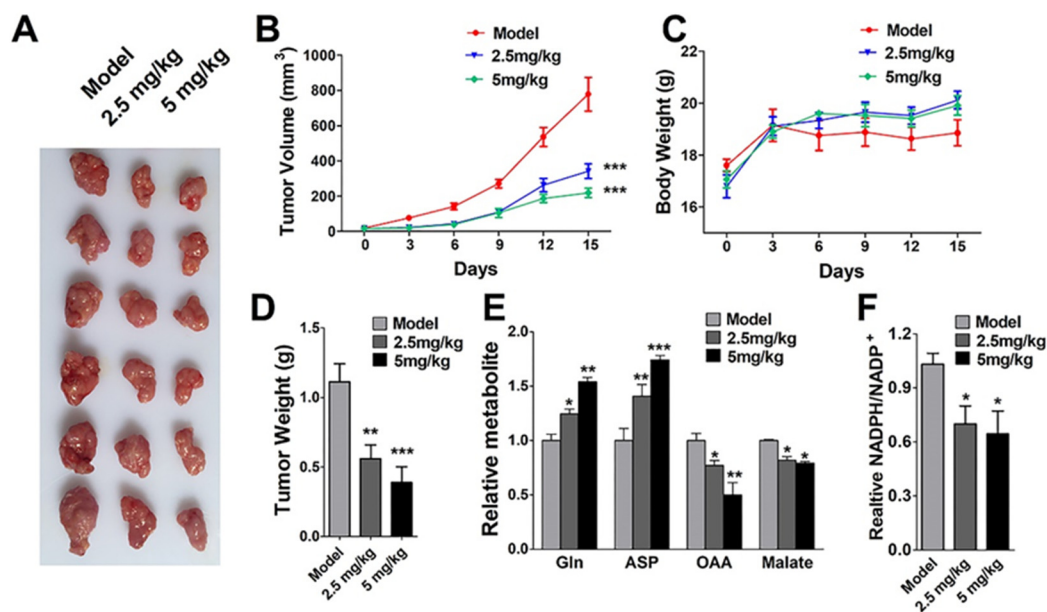 A
Model
2.5 mg/kg
5 mg/kg
B
Model
2.5mg/kg
5mg/kg
Tumor Volume (mm3)
1000
800
600
400
200
0
***
***
0 3 6 9 12 15
Days
C
Model
2.5mg/kg
5mg/kg
Body Weight (g)
22
20
18
16
0 3 6 9 12 15
Days
D
Model
2.5mg/kg
5mg/kg
Tumor Weight (g)
1.5
1.0
0.5
0.0
**
***
Model
2.5 mg/kg
5 mg/kg
E
Model
2.5mg/kg
5mg/kg
Relative metabolite
2.0
1.5
1.0
0.5
0.0
* **
** ***
* **
* *
Gln ASP OAA Malate
F
Model
2.5mg/kg
5mg/kg
Realtive NADPH/NADP+
1.2
0.9
0.6
0.3
0.0
* *
Model
2.5 mg/kg
5 mg/kg